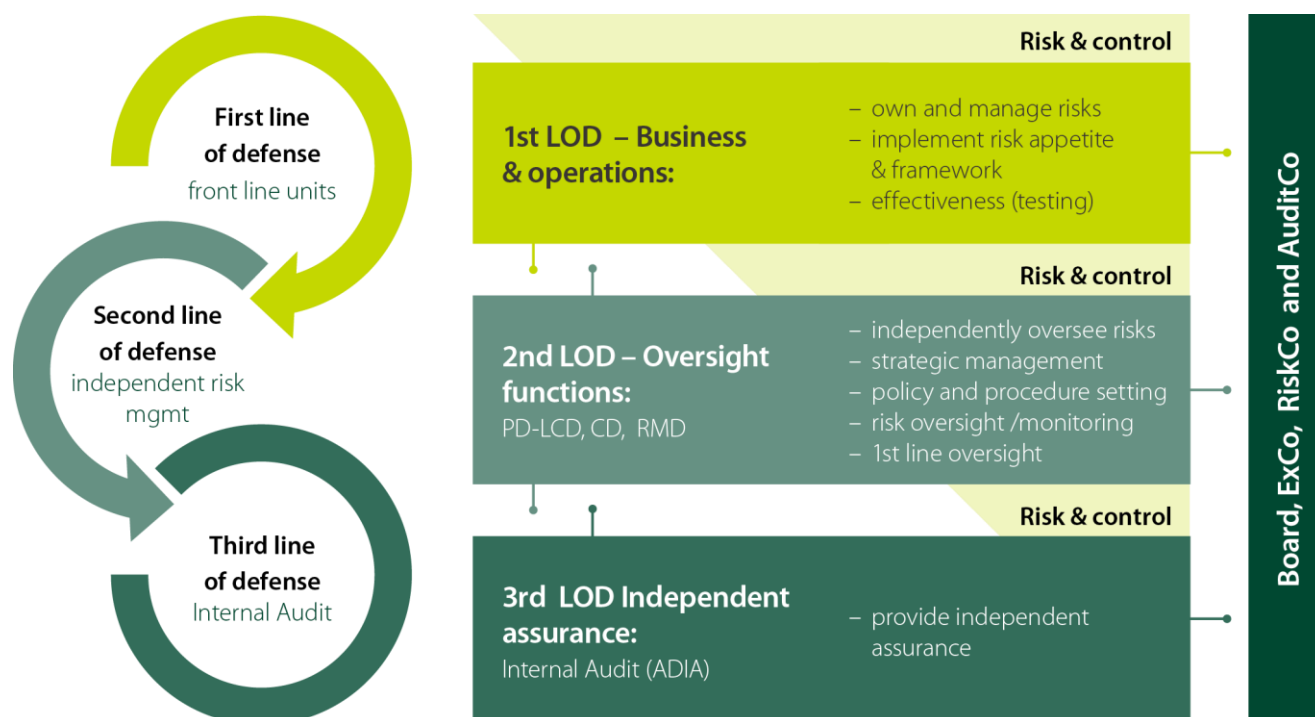 First line
of defense
front line units
Second line
of defense
independent risk
mgmt
Third line
of defense
Internal Audit
Risk & control
1st LOD – Business
& operations:
– own and manage risks
– implement risk appetite
& framework
– effectiveness (testing)
Risk & control
2nd LOD – Oversight
functions:
PD-LCD, CD, RMD
– independently oversee risks
– strategic management
– policy and procedure setting
– risk oversight /monitoring
– 1st line oversight
Risk & control
3rd LOD Independent
assurance:
Internal Audit (ADIA)
– provide independent
assurance
Board, ExCo, RiskCo and AuditCo